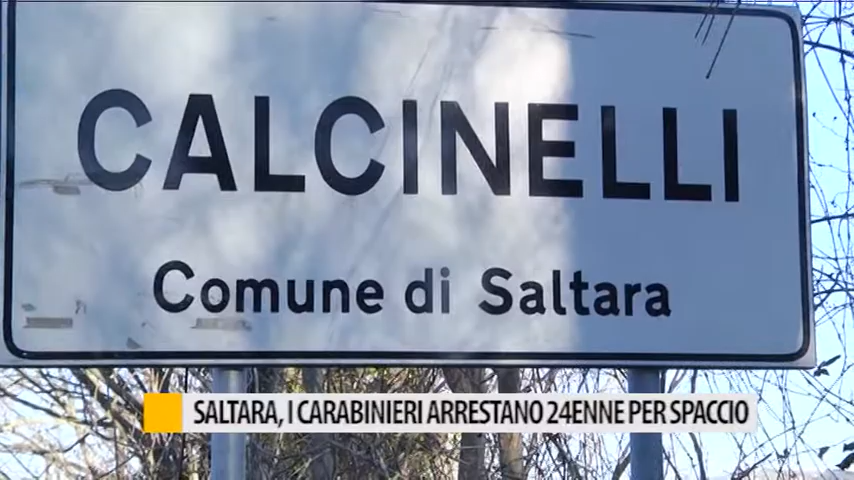 CALCINELLI
Comune di Saltara
SALTARA, I CARABINIERI ARRESTANO 24ENNE PER SPACCIO